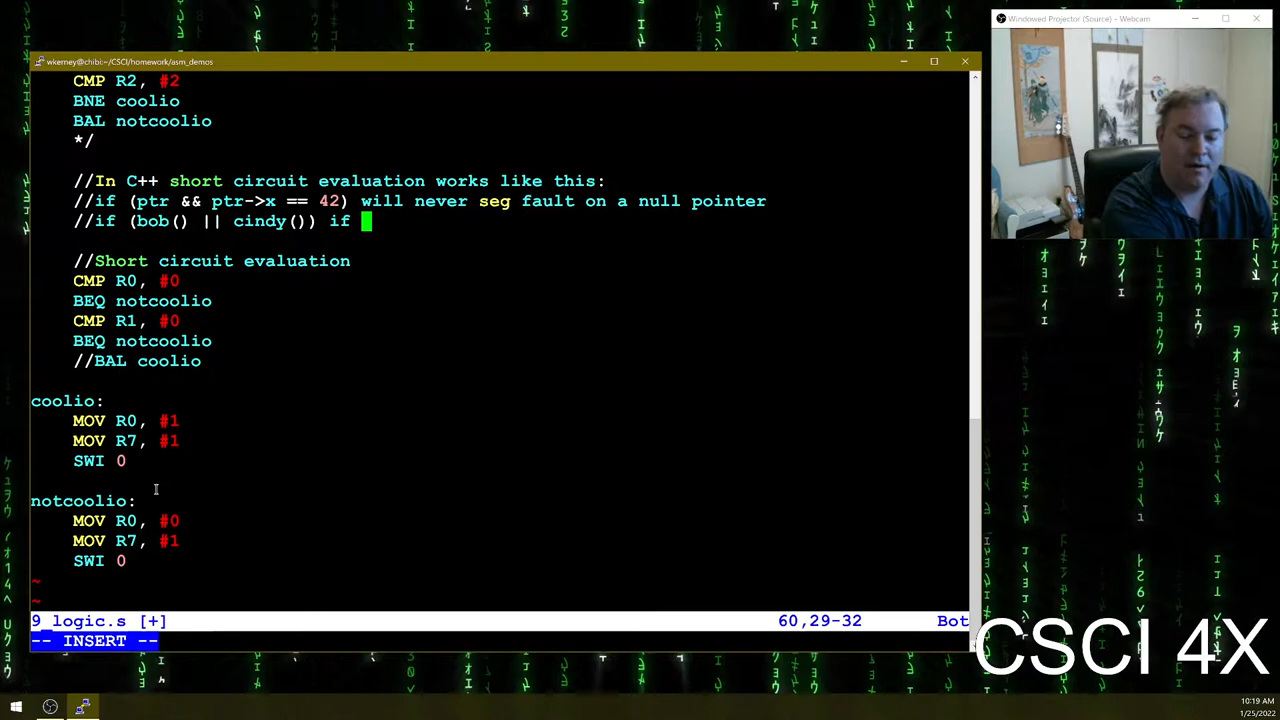 Windowed Projector (Source) - Webcam
wkerney@chibi:~/CSCI/homework/asm_demos
CMP R2, #2
BNE coolio
BAL notcoolio
*/
//In C++ short circuit evaluation works like this:
//if (ptr && ptr->x == 42) will never seg fault on a null pointer
//if (bob() || cindy()) if
//Short circuit evaluation
CMP R0, #0
BEQ notcoolio
CMP R1, #0
BEQ notcoolio
//BAL coolio
coolio:
MOV R0, #1
MOV R7, #1
SWI 0
notcoolio:
MOV R0, #0
MOV R7, #1
SWI 0
~
~
9_logic.s [+] 60,29-32 Bot
-- INSERT --
CSCI 4X
10:19 AM
1/25/2022